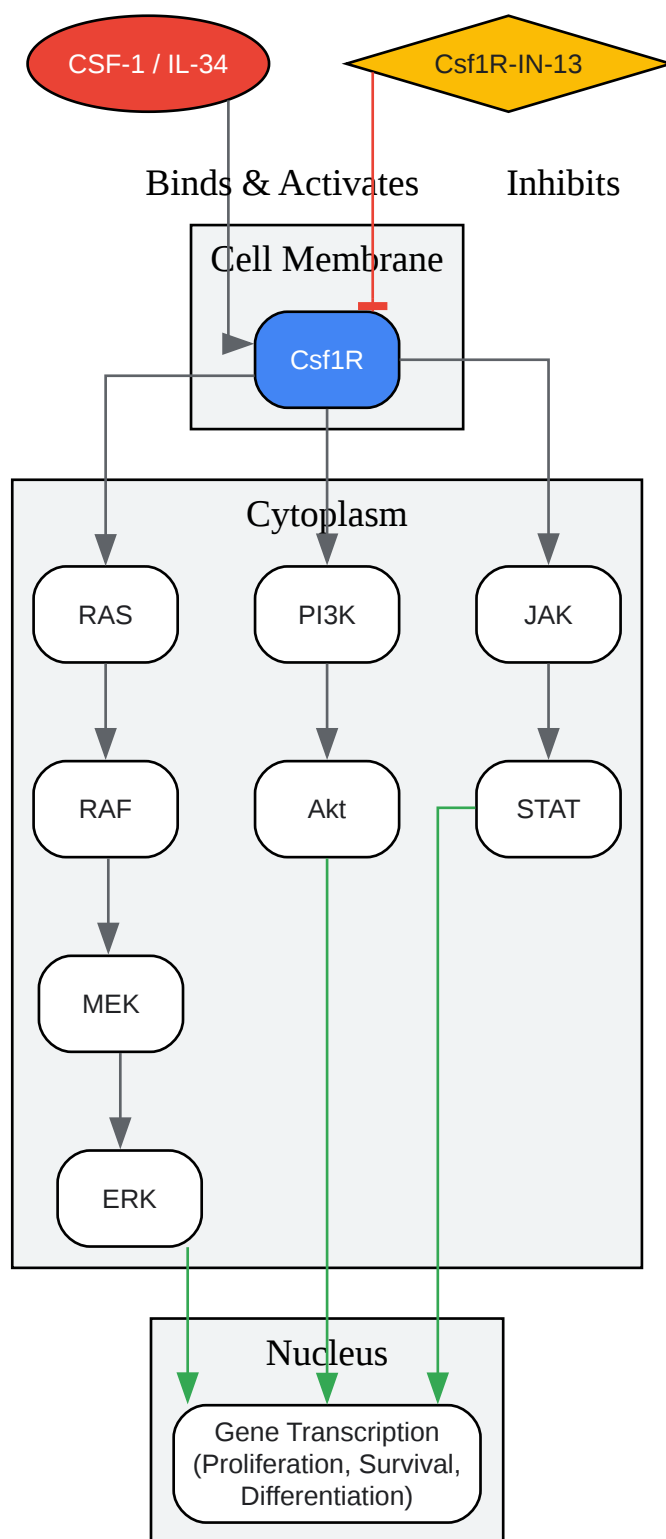 CSF-1 / IL-34
Csf1R-IN-13
Binds & Activates
Inhibits
Cell Membrane
Csf1R
Cytoplasm
RAS
PI3K
JAK
RAF
Akt
STAT
MEK
ERK
Nucleus
Gene Transcription
(Proliferation, Survival,
Differentiation)